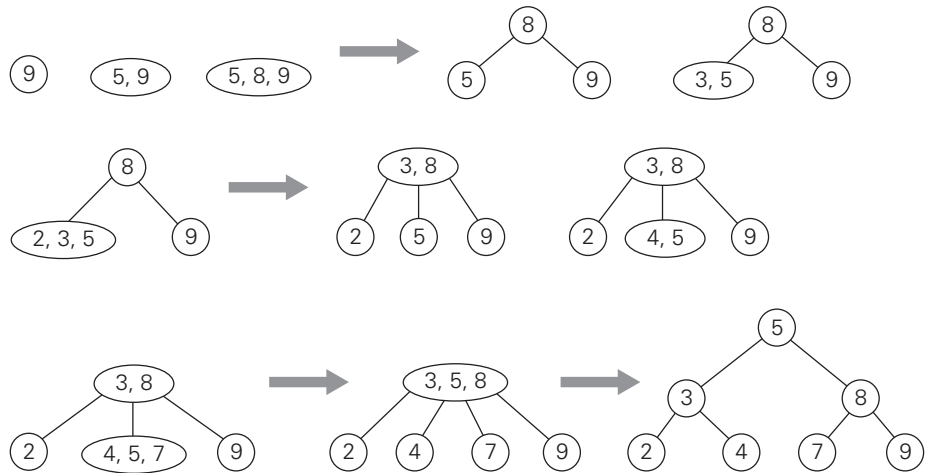 8 8
9 5, 9 5, 8, 9 5 9 3, 5 9
8 3, 8 3, 8
2, 3, 5 9 2 5 9 2 4, 5 9
5
3, 8 3, 5, 8 3 8
2 4, 5, 7 9 2 4 7 9 2 4 7 9